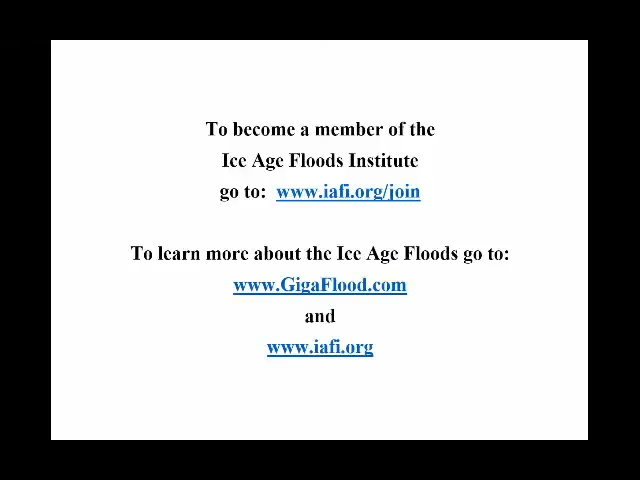 To become a member of the
Ice Age Floods Institute
go to: www.iafi.org/join
To learn more about the Ice Age Floods go to:
www.GigaFlood.com
and
www.iafi.org